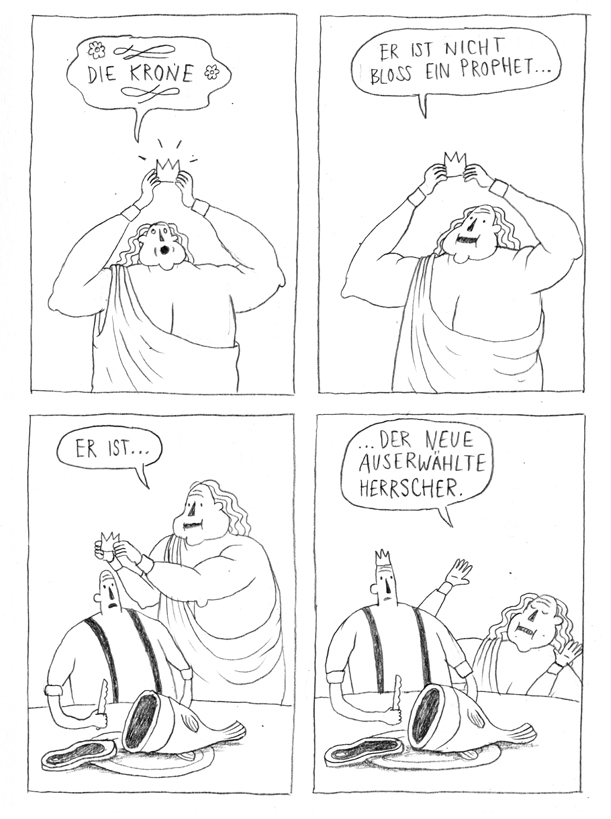 DIE KRONE
ER IST NICHT
BLOSS EIN PROPHET...
ER IST...
...DER NEUE
AUSERWÄHLTE
HERRSCHER.